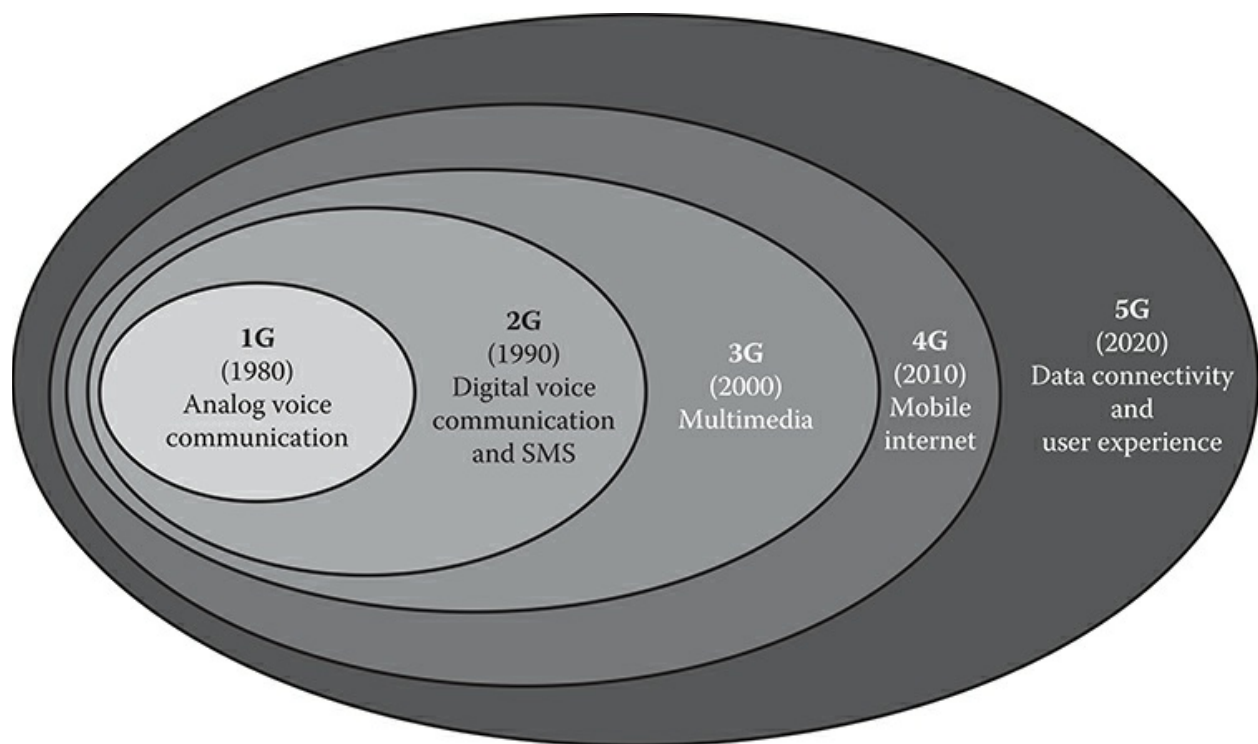 1G
(1980)
Analog voice
communication
2G
(1990)
Digital voice
communication
and SMS
3G
(2000)
Multimedia
4G
(2010)
Mobile
internet
5G
(2020)
Data connectivity
and
user experience